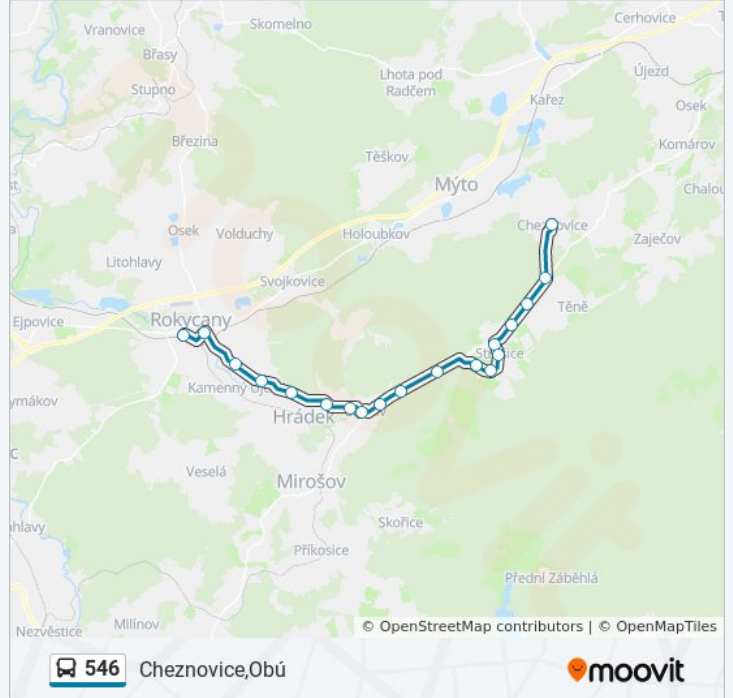 Vranovice
Skomelno
Cerhovice
Břasy
Lhota pod
Radčem
Újezd
Stupno
Kařez
Osek
Březina
Těškov
Komárov
Mýto
Cheznovice
Osek
Volduchy
Holoubkov
Zaječov
Litohlavy
Svojkovice
Těně
Ejpovice
Rokycany
Strašice
Kamenný Újezd
Hrádek
Veselá
Mirošov
Skořice
Příkosice
Přední Záběhlá
Milínov
Nezvěstice
© OpenStreetMap contributors | © OpenMapTiles
546 Cheznovice,Obú
moovit